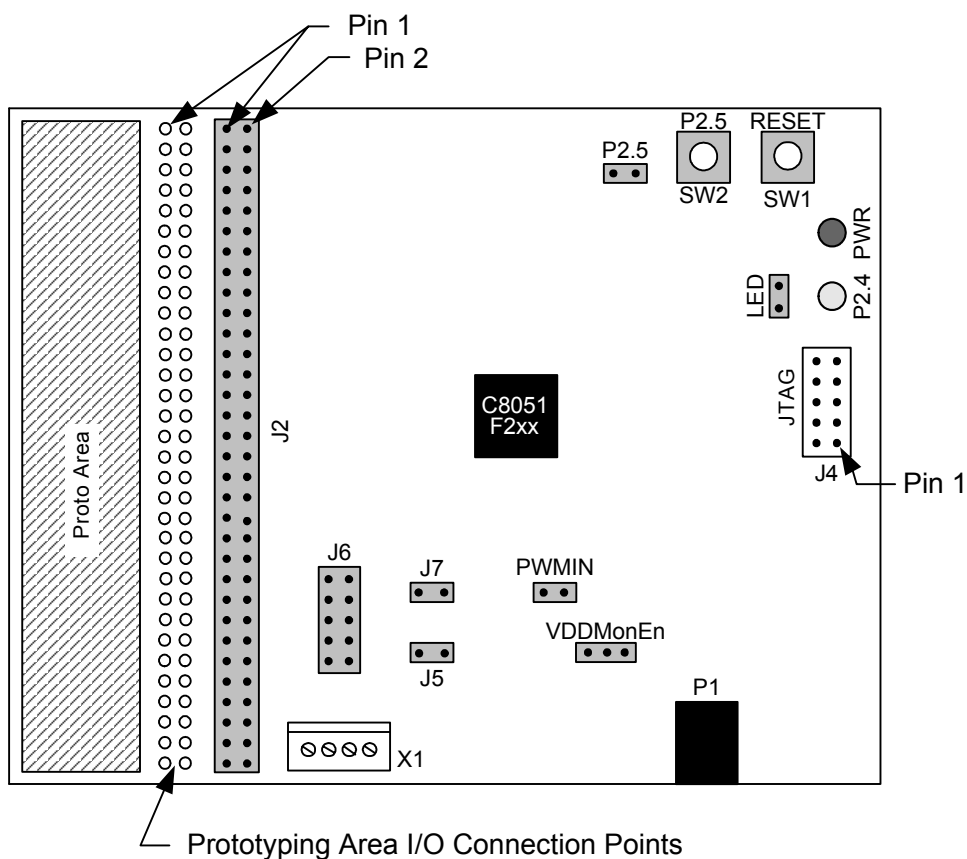 Pin 1
Pin 2
P2.5
RESET
P2.5
SW2
SW1
PWR
LED
P2.4
JTAG
C8051
F2xx
J2
Proto Area
J4
Pin 1
J6
J7
PWMIN
VDDMonEn
J5
P1
X1
Prototyping Area I/O Connection Points